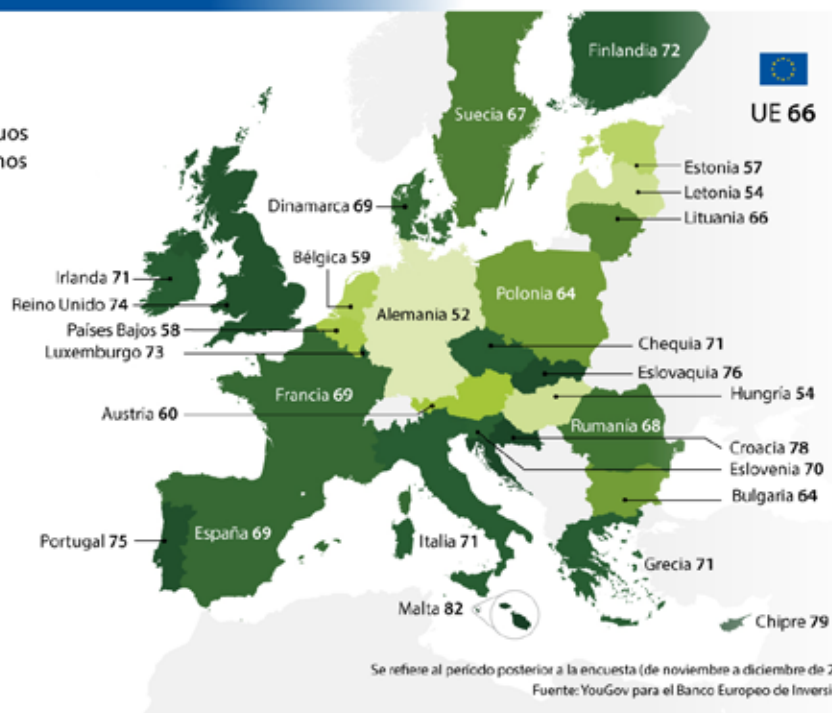 Finlandia 72
UE 66
Suecia 67
Estonia 57
Letonia 54
Lituania 66
Dinamarca 69
Bélgica 59
Irlanda 71
Reino Unido 74
Países Bajos 58
Luxemburgo 73
Alemania 52
Polonia 64
Chequia 71
Eslovaquia 76
Hungría 54
Francia 69
Austria 60
Rumanía 68
Croacia 78
Eslovenia 70
Bulgaria 64
Portugal 75
España 69
Italia 71
Grecia 71
Malta 82
Chipre 79
Se refiere al período posterior a la encuesta (de noviembre a diciembre de 2
Fuente: YouGov para el Banco Europeo de Inversi